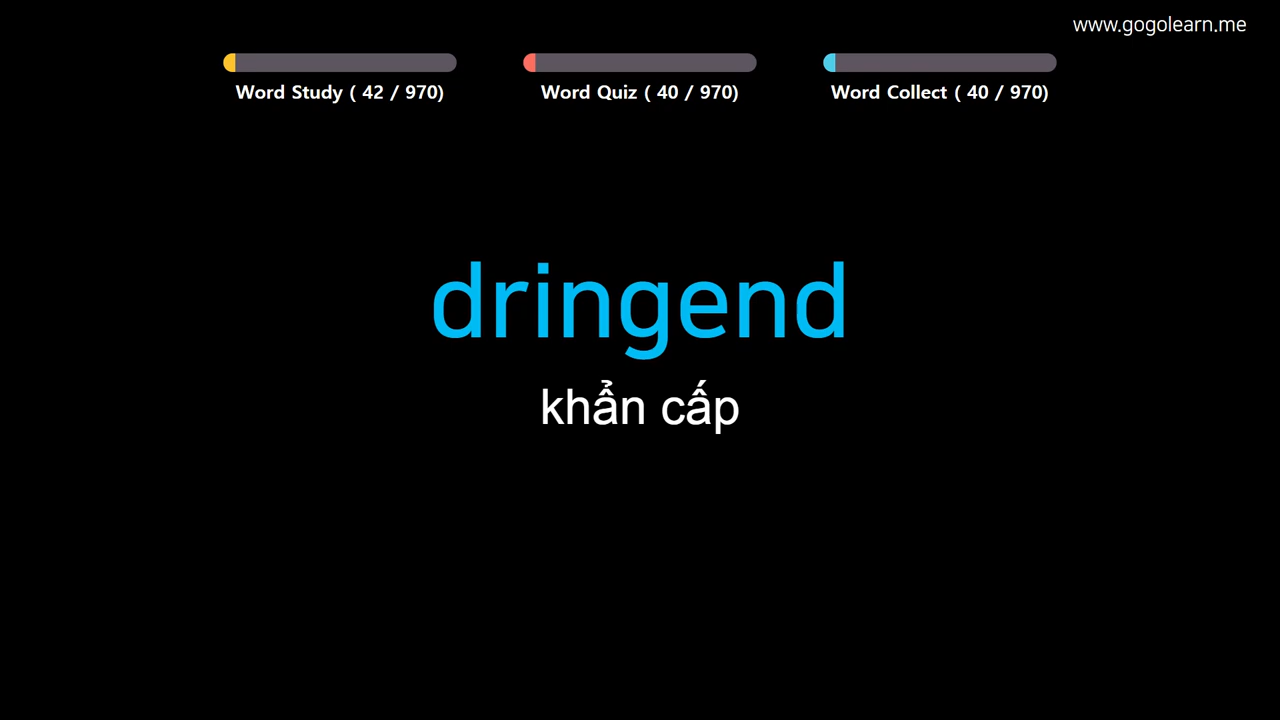 www.gogolearn.me
Word Study ( 42 / 970)
Word Quiz ( 40 / 970)
Word Collect ( 40 / 970)
dringend
khẩn cấp